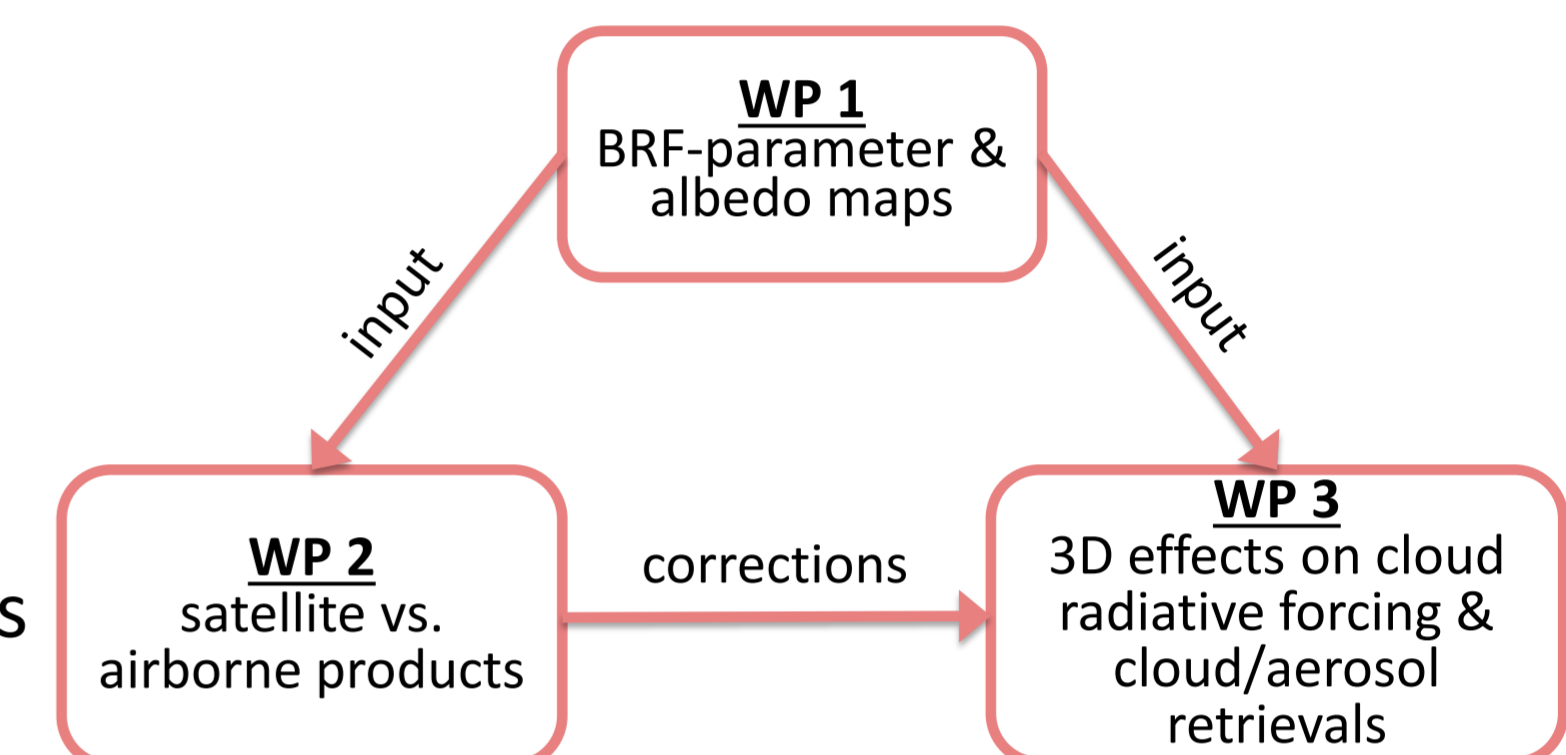 WP 1
BRF-parameter &
albedo maps
input
input
WP 2
satellite vs.
airborne products
corrections
WP 3
3D effects on cloud
radiative forcing &
cloud/aerosol
retrievals
s